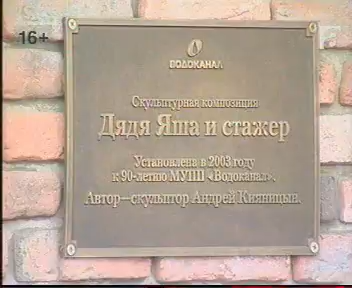 16+
ВОДОКАНАЛ
Скульптурная композиция
Дядя Яша и стажер
Установлена в 2003 году
к 90-летию МУПП «Водоканал».
Автор—скульптор Андрей Кияницын.